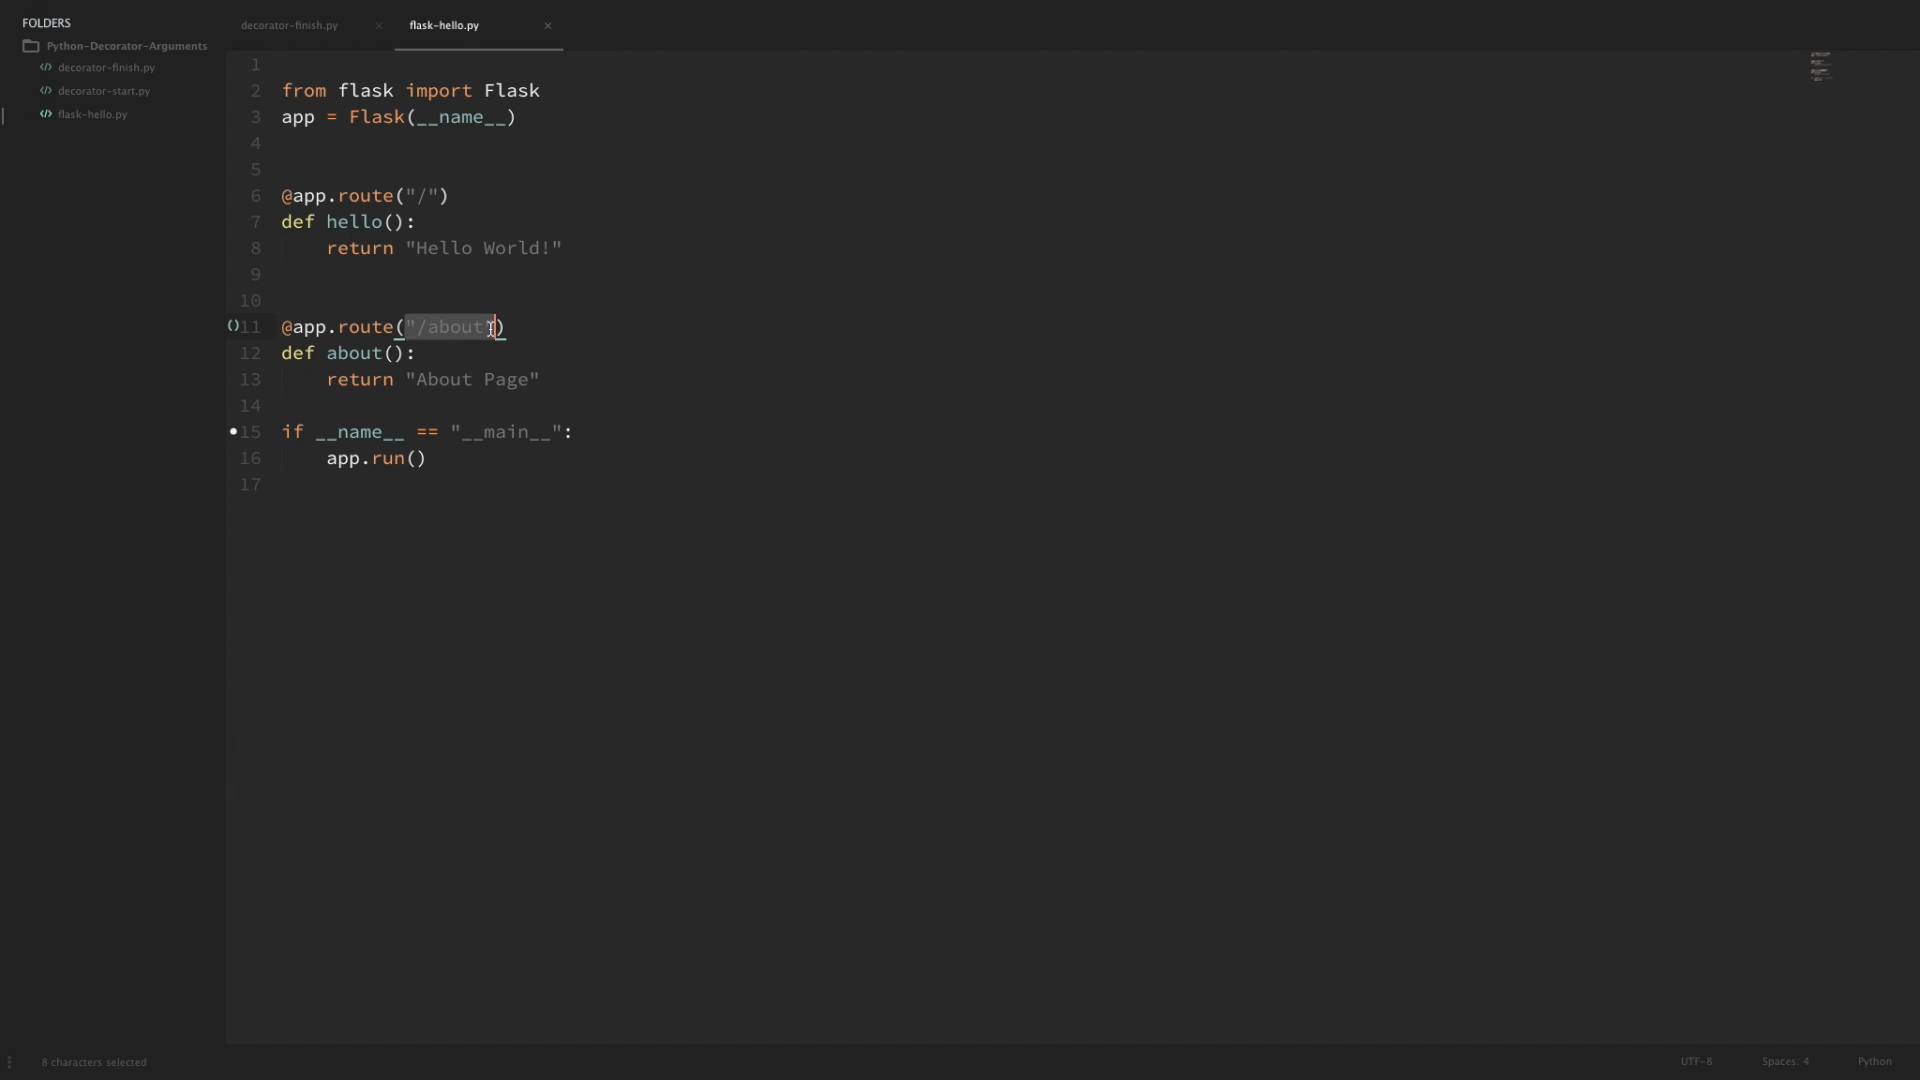 FOLDERS
Python-Decorator-Arguments
decorator-finish.py
decorator-start.py
flask-hello.py
decorator-finish.py ×
flask-hello.py ×
1
2 from flask import Flask
3 app = Flask(__name__)
4
5
6 @app.route("/")
7 def hello():
8     return "Hello World!"
9
10
11 @app.route("/about")
12 def about():
13     return "About Page"
14
15 if __name__ == "__main__":
16     app.run()
17
8 characters selected
UTF-8
Spaces: 4
Python